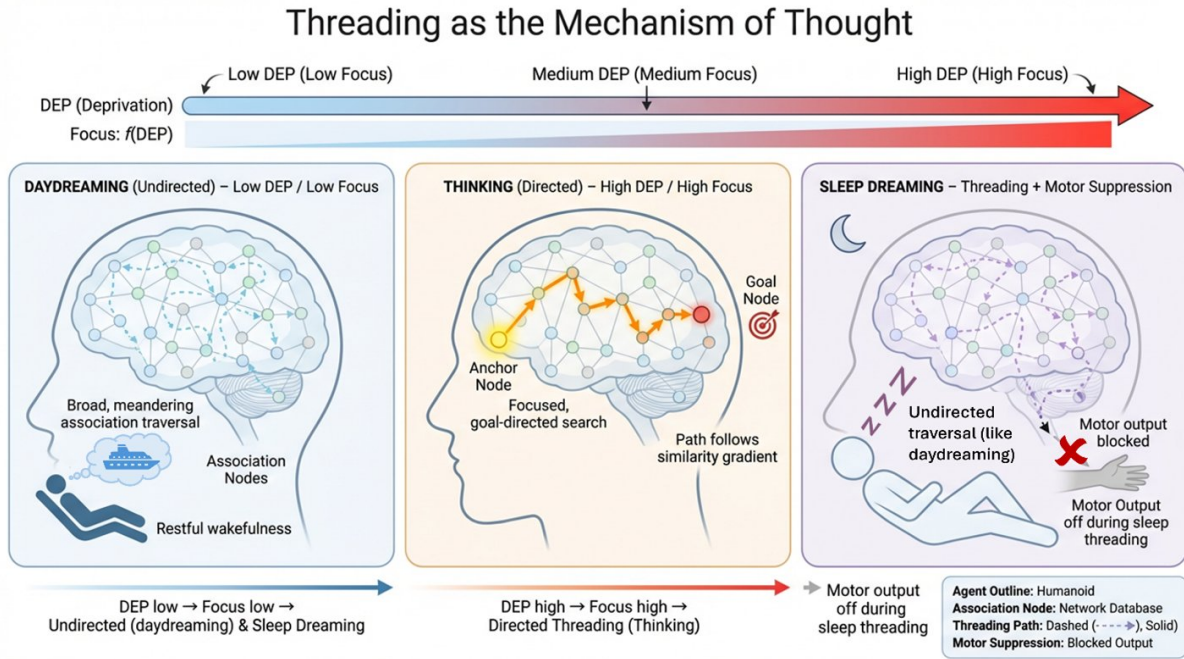 Threading as the Mechanism of Thought
Low DEP (Low Focus)
Medium DEP (Medium Focus)
High DEP (High Focus)
DEP (Deprivation)
Focus: f(DEP)
DAYDREAMING (Undirected) – Low DEP / Low Focus
Broad, meandering
association traversal
Association
Nodes
Restful wakefulness
THINKING (Directed) – High DEP / High Focus
Goal
Node
Anchor
Node
Focused,
goal-directed search
Path follows
similarity gradient
SLEEP DREAMING – Threading + Motor Suppression
zzz
Undirected
traversal (like
daydreaming)
Motor output
blocked
Motor Output
off during sleep
threading
DEP low → Focus low →
Undirected (daydreaming) & Sleep Dreaming
DEP high → Focus high →
Directed Threading (Thinking)
Motor output
off during
sleep threading
Agent Outline: Humanoid
Association Node: Network Database
Threading Path: Dashed (- - - →), Solid)
Motor Suppression: Blocked Output